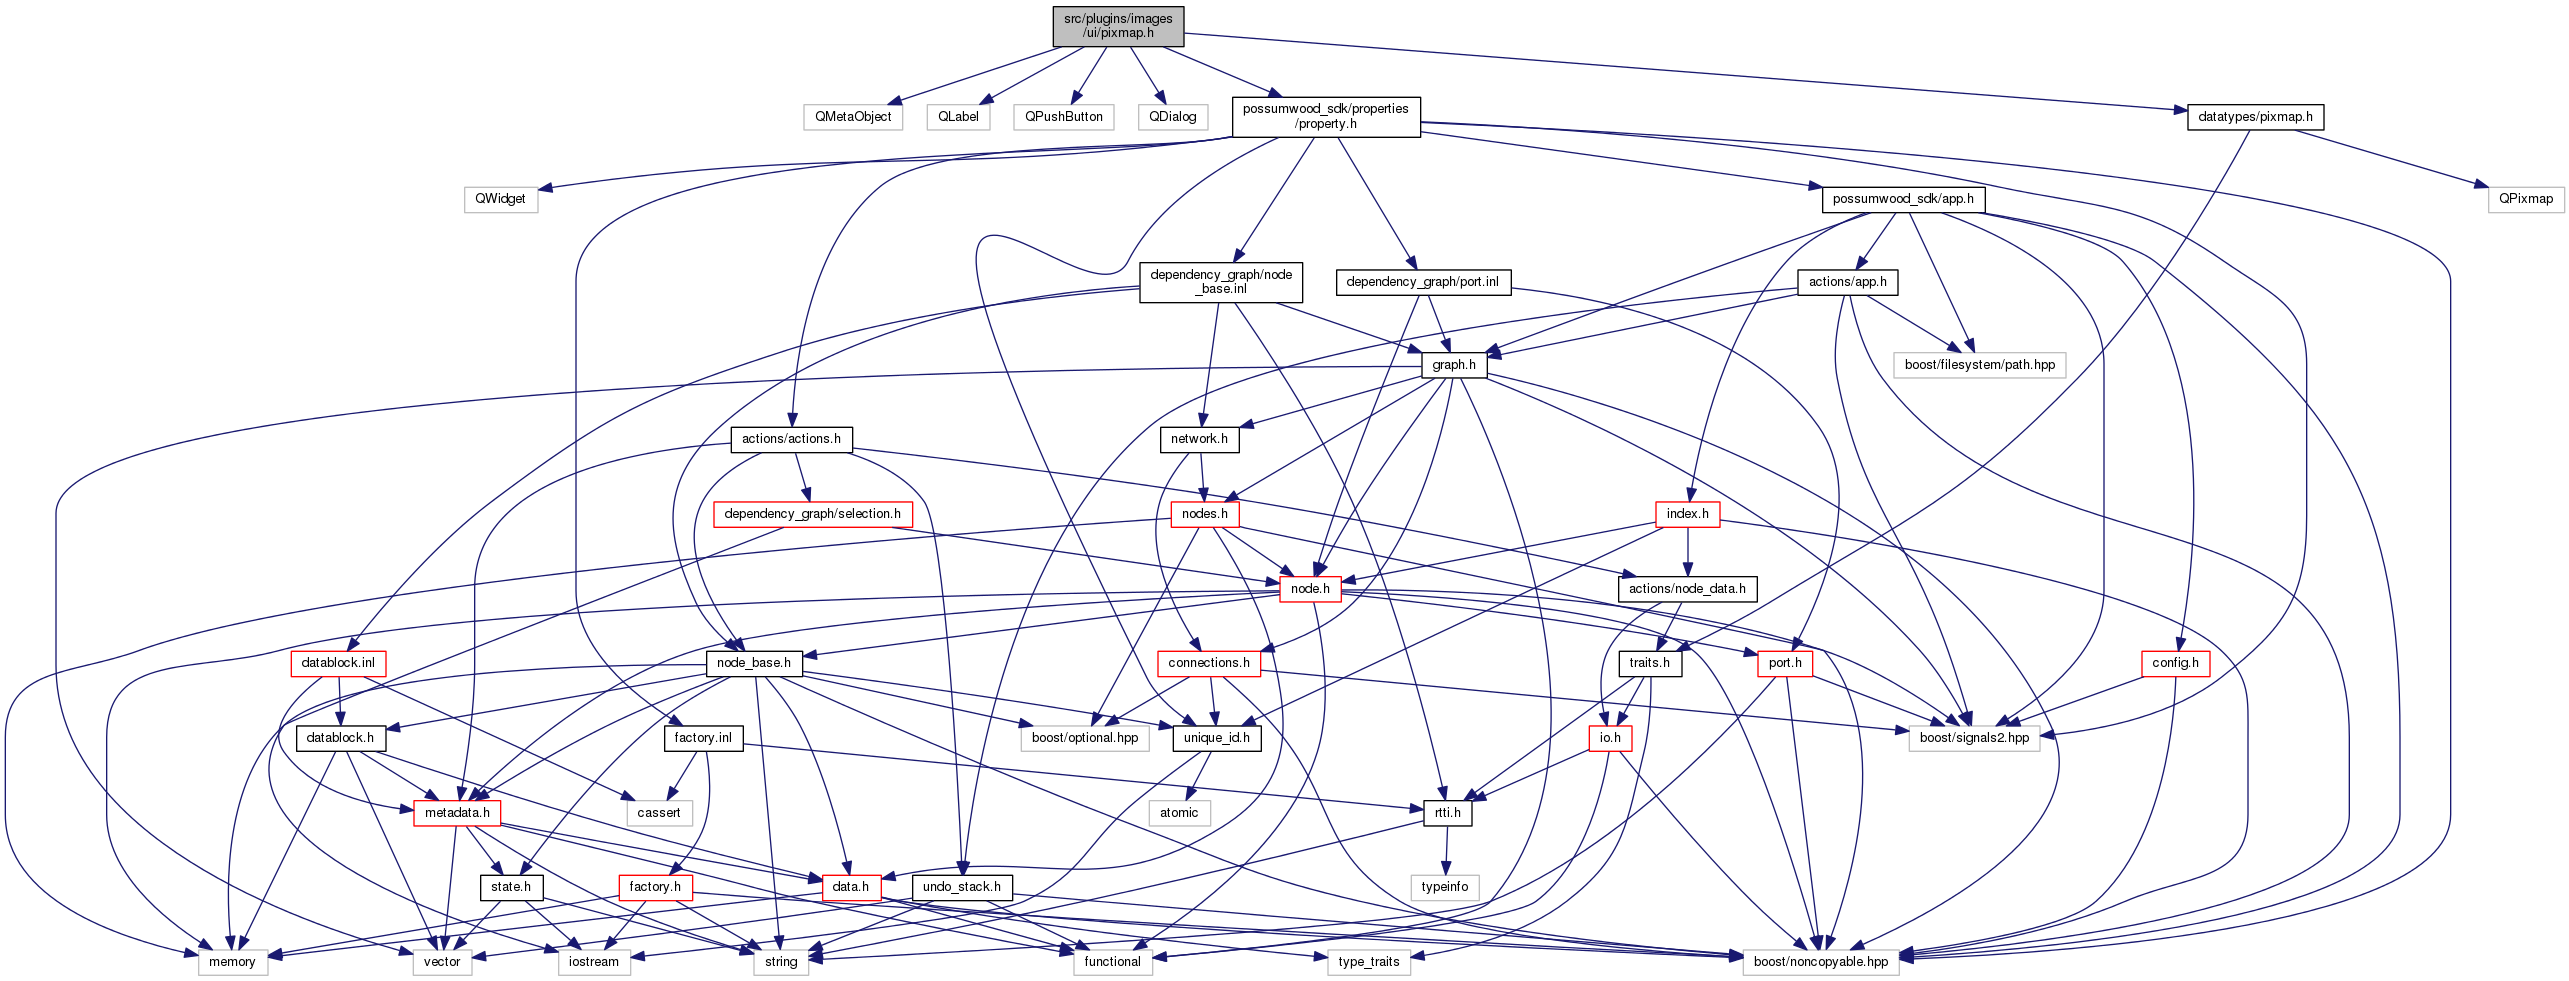 src/plugins/images
/ui/pixmap.h
QMetaObject
QLabel
QPushButton
QDialog
possumwood_sdk/properties
/property.h
datatypes/pixmap.h
QWidget
possumwood_sdk/app.h
QPixmap
dependency_graph/node
_base.inl
dependency_graph/port.inl
actions/app.h
graph.h
boost/filesystem/path.hpp
actions/actions.h
network.h
dependency_graph/selection.h
nodes.h
index.h
node.h
actions/node_data.h
datablock.inl
node_base.h
connections.h
traits.h
port.h
config.h
datablock.h
factory.inl
boost/optional.hpp
unique_id.h
io.h
boost/signals2.hpp
metadata.h
cassert
atomic
rtti.h
state.h
factory.h
data.h
undo_stack.h
typeinfo
memory
vector
iostream
string
functional
type_traits
boost/noncopyable.hpp